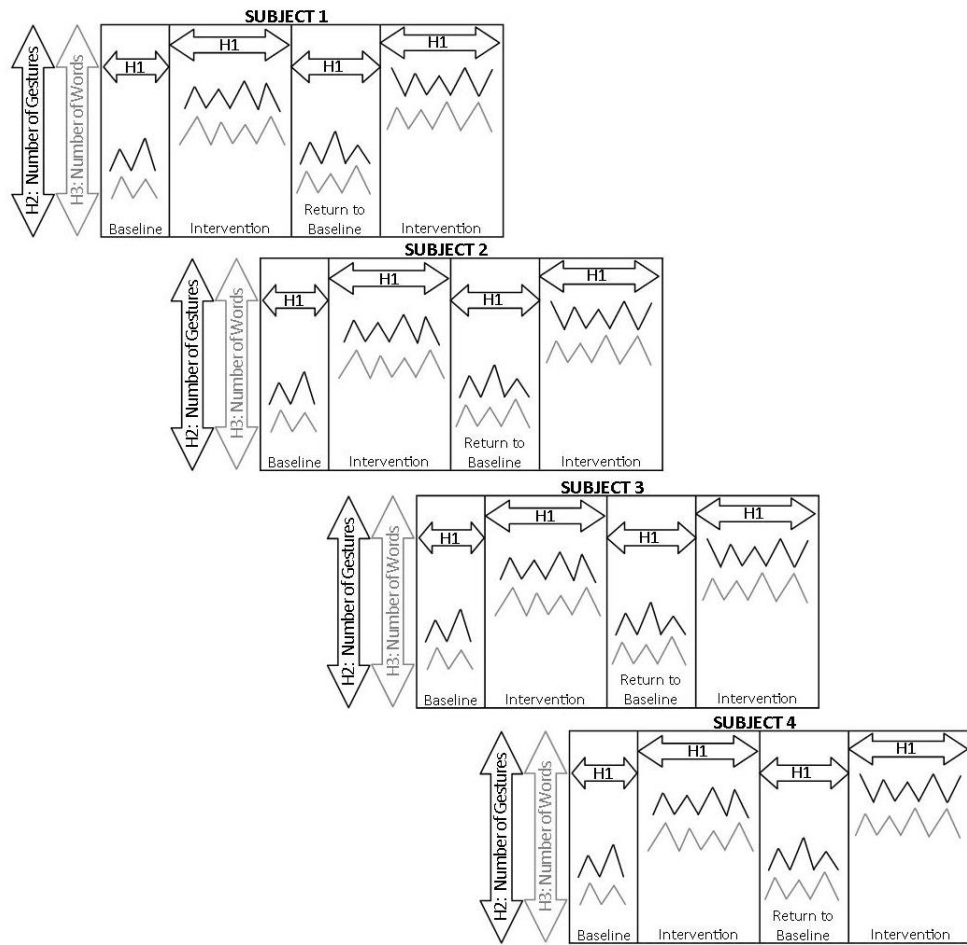 SUBJECT 1
H2: Number of Gestures
H3: Number of Words
H1
H1
H1
H1
Baseline
Intervention
Return to
Baseline
Intervention
SUBJECT 2
H2: Number of Gestures
H3: Number of Words
H1
H1
H1
H1
Baseline
Intervention
Return to
Baseline
Intervention
SUBJECT 3
H2: Number of Gestures
H3: Number of Words
H1
H1
H1
H1
Baseline
Intervention
Return to
Baseline
Intervention
SUBJECT 4
H2: Number of Gestures
H3: Number of Words
H1
H1
H1
H1
Baseline
Intervention
Return to
Baseline
Intervention